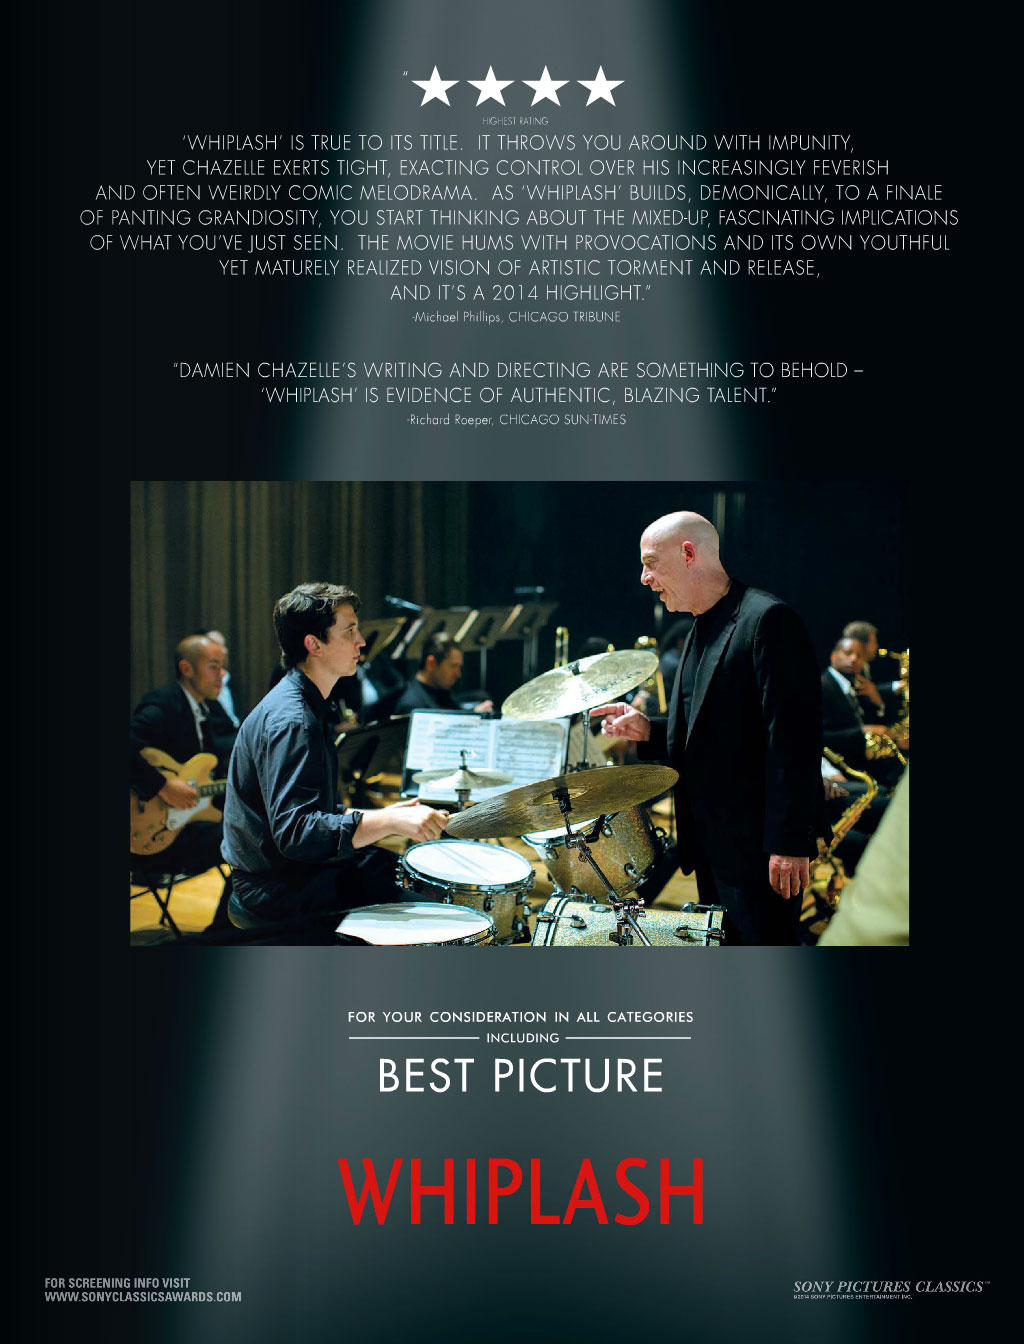 “★★★★
HIGHEST RATING
‘WHIPLASH’ IS TRUE TO ITS TITLE. IT THROWS YOU AROUND WITH IMPUNITY,
YET CHAZELLE EXERTS TIGHT, EXACTING CONTROL OVER HIS INCREASINGLY FEVERISH
AND OFTEN WEIRDLY COMIC MELODRAMA. AS ‘WHIPLASH’ BUILDS, DEMONICALLY, TO A FINALE
OF PANTING GRANDIOSITY, YOU START THINKING ABOUT THE MIXED-UP, FASCINATING IMPLICATIONS
OF WHAT YOU’VE JUST SEEN. THE MOVIE HUMS WITH PROVOCATIONS AND ITS OWN YOUTHFUL
YET MATURELY REALIZED VISION OF ARTISTIC TORMENT AND RELEASE,
AND IT’S A 2014 HIGHLIGHT.”
-Michael Phillips, CHICAGO TRIBUNE
“DAMIEN CHAZELLE’S WRITING AND DIRECTING ARE SOMETHING TO BEHOLD –
‘WHIPLASH’ IS EVIDENCE OF AUTHENTIC, BLAZING TALENT.”
-Richard Roeper, CHICAGO SUN-TIMES
FOR YOUR CONSIDERATION IN ALL CATEGORIES
INCLUDING
BEST PICTURE
WHIPLASH
FOR SCREENING INFO VISIT
WWW.SONYCLASSICSAWARDS.COM
SONY PICTURES CLASSICS™
©2014 SONY PICTURES ENTERTAINMENT INC.